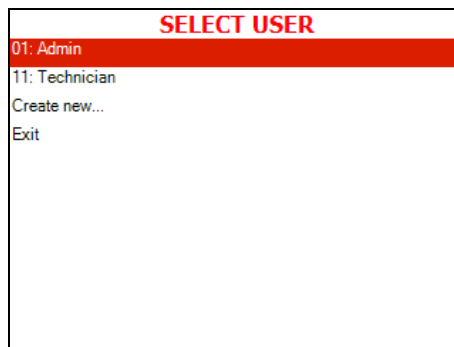 SELECT USER
01: Admin
11: Technician
Create new...
Exit